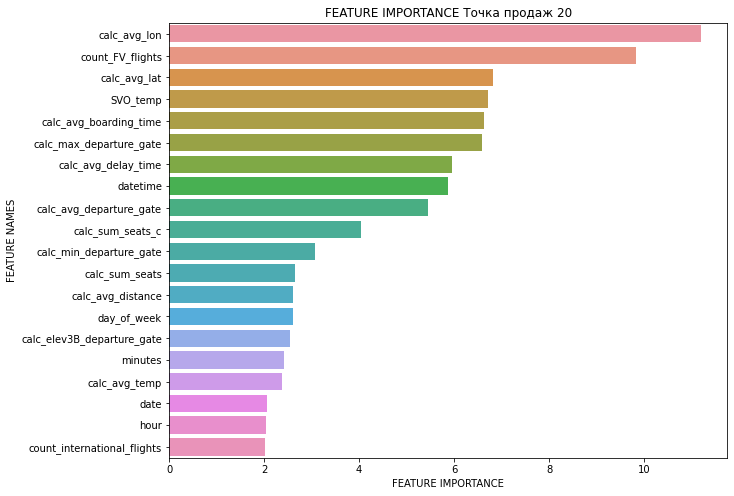 FEATURE IMPORTANCE Точка продаж 20
FEATURE NAMES
calc_avg_lon
count_FV_flights
calc_avg_lat
SVO_temp
calc_avg_boarding_time
calc_max_departure_gate
calc_avg_delay_time
datetime
calc_avg_departure_gate
calc_sum_seats_c
calc_min_departure_gate
calc_sum_seats
calc_avg_distance
day_of_week
calc_elev3B_departure_gate
minutes
calc_avg_temp
date
hour
count_international_flights
0 2 4 6 8 10
FEATURE IMPORTANCE